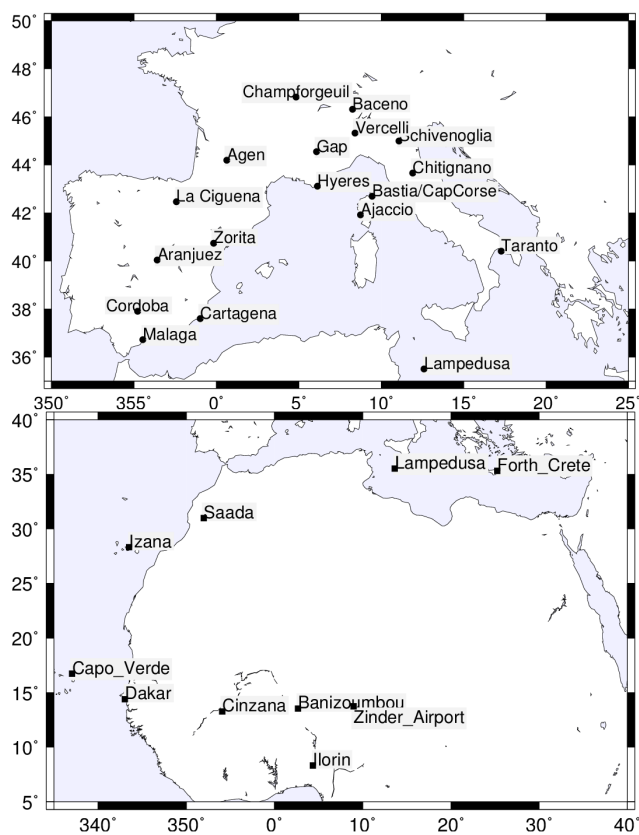 50°
48°
Champforgeuil
Baceno
46°
Vercelli
Schivenoglia
Gap
Agen
Chitignano
44°
Hyeres
Bastia/CapCorse
La Ciguena
42°
Ajaccio
Zorita
Taranto
Aranjuez
40°
Cordoba
Cartagena
38°
Malaga
36°
Lampedusa
350° 355° 0° 5° 10° 15° 20° 25°
40°
Lampedusa
Forth_Crete
35°
Saada
30°
Izana
25°
20°
Capo_Verde
Dakar
15°
Cinzana
Banizoumbou
Zinder_Airport
10°
Ilorin
5°
340° 350° 0° 10° 20° 30° 40°